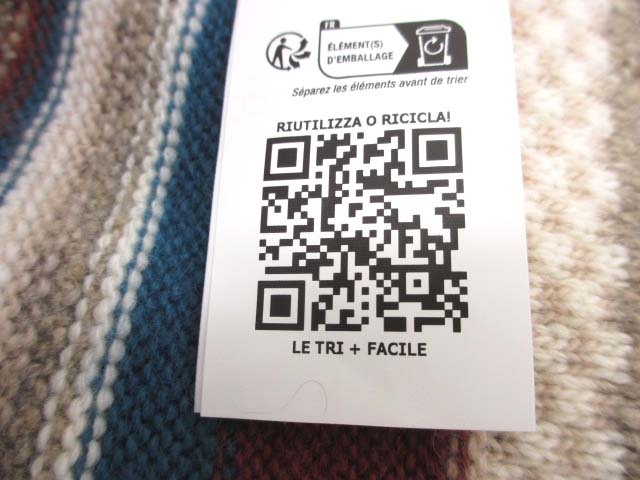 FR
ÉLÉMENT(S)
D'EMBALLAGE
Séparez les éléments avant de trier
RIUTILIZZA O RICICLA!
LE TRI + FACILE